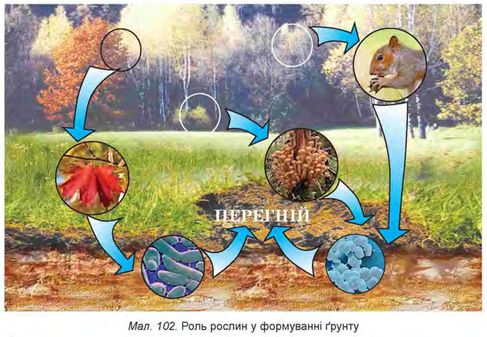 ПЕРЕГНІЙ
Мал. 102. Роль рослин у формуванні ґрунту